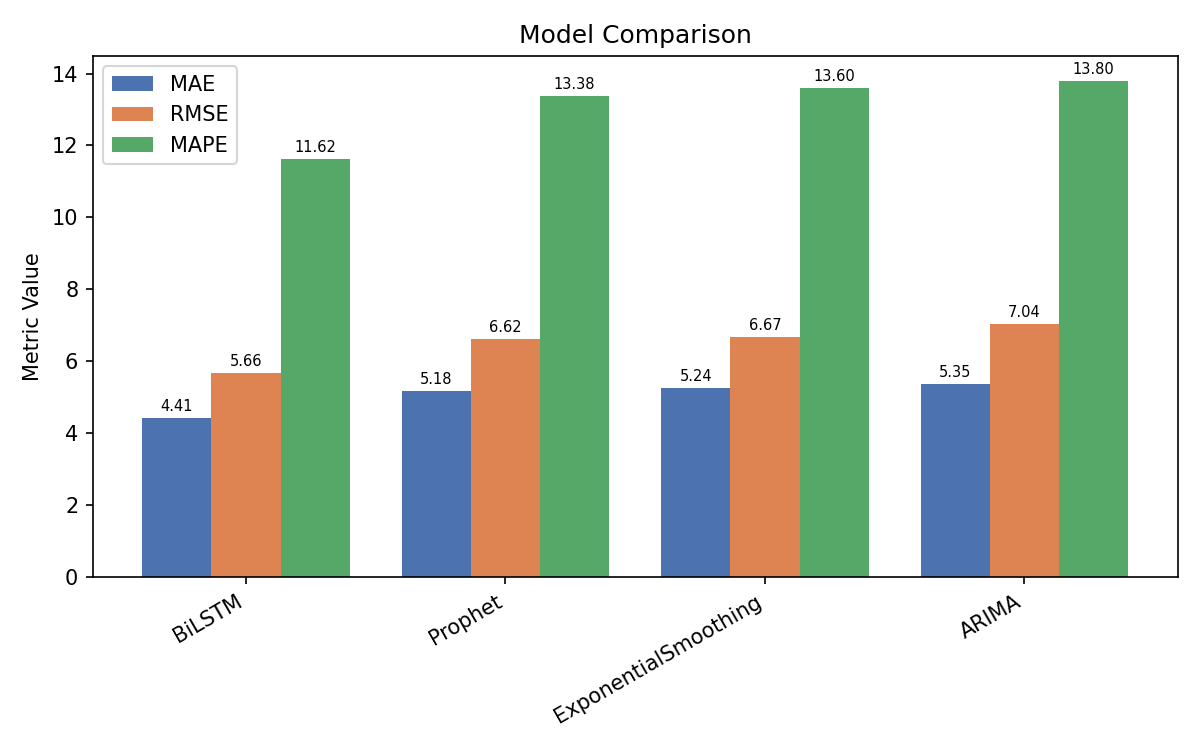 Model Comparison
MAE
RMSE
MAPE
Metric Value
14
12
10
8
6
4
2
0
4.41
5.66
11.62
5.18
6.62
13.38
5.24
6.67
13.60
5.35
7.04
13.80
BiLSTM
Prophet
ExponentialSmoothing
ARIMA